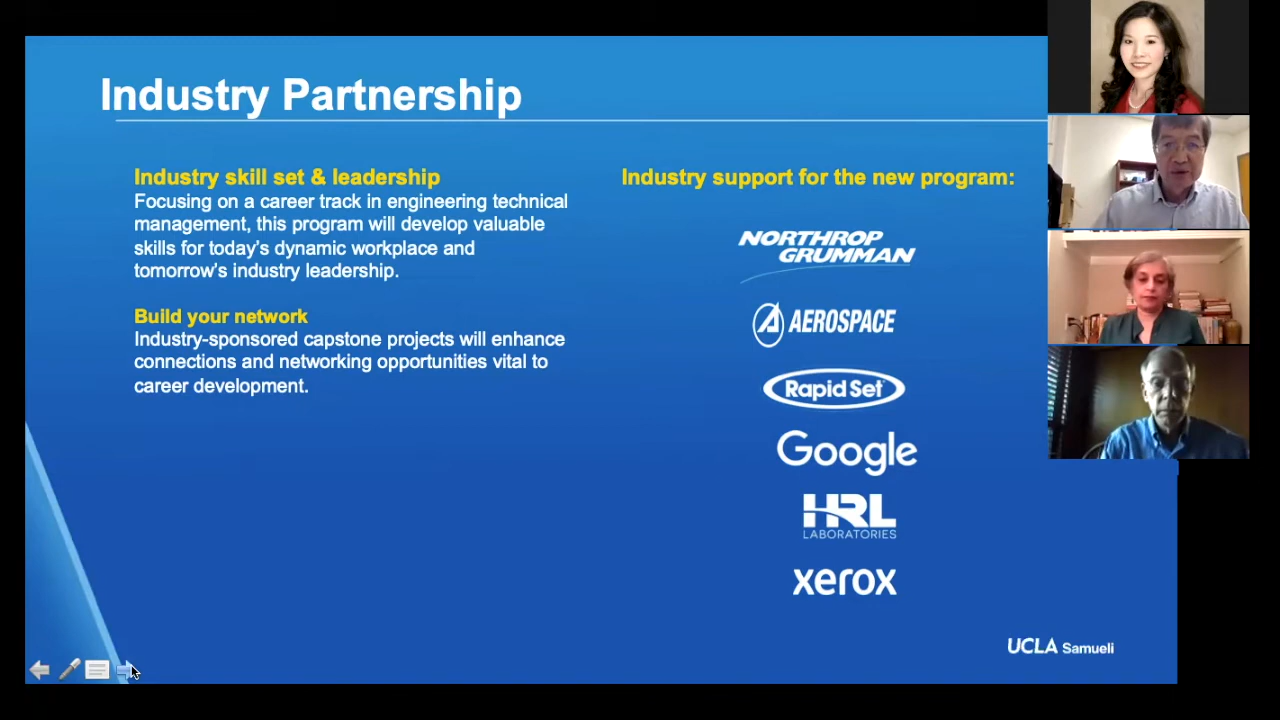 Industry Partnership
Industry skill set & leadership
Focusing on a career track in engineering technical
management, this program will develop valuable
skills for today's dynamic workplace and
tomorrow's industry leadership.
Build your network
Industry-sponsored capstone projects will enhance
connections and networking opportunities vital to
career development.
Industry support for the new program:
NORTHROP
GRUMMAN
AEROSPACE
Rapid Set
Google
HRL
LABORATORIES
xerox
UCLA Samueli